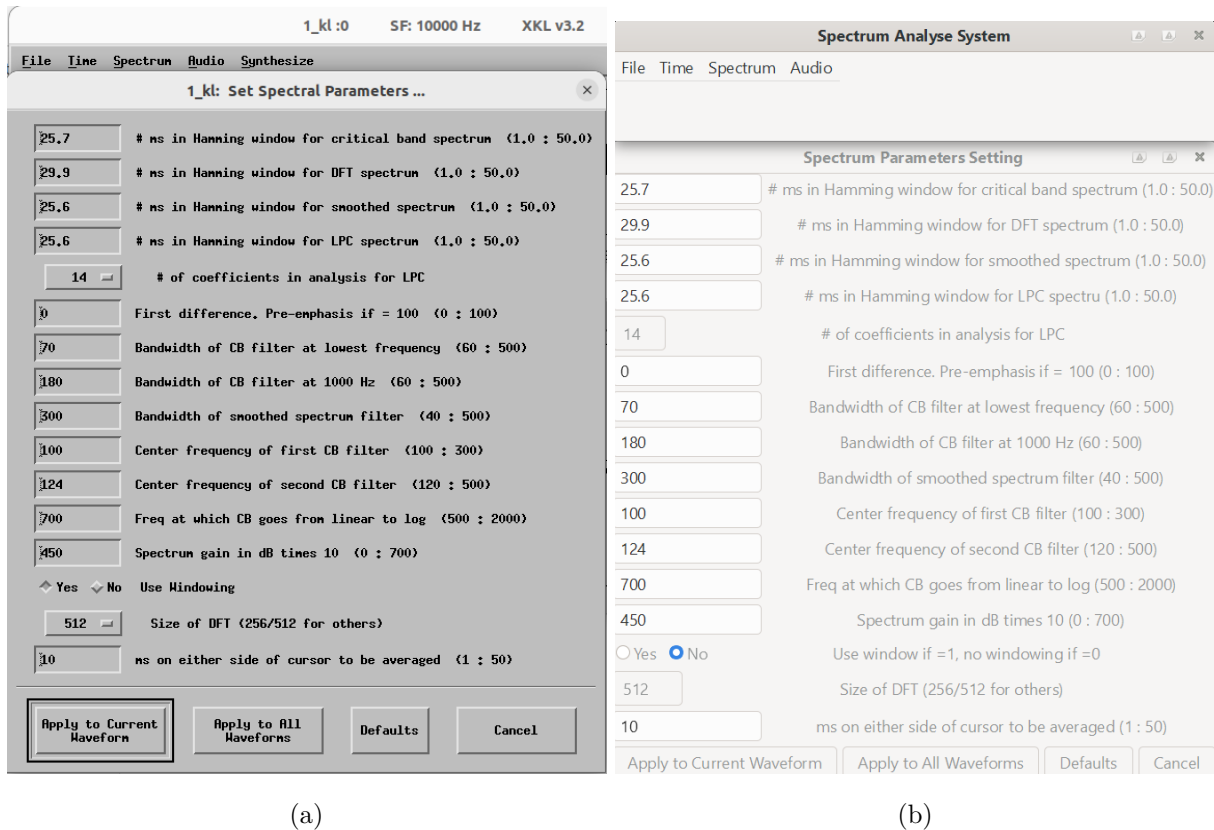 1_kl :0 SF: 10000 Hz XKL v3.2
File Time Spectrum Audio Synthesize
1_kl: Set Spectral Parameters ...
25.7 # ms in Hamming window for critical band spectrum (1.0 : 50.0)
29.9 # ms in Hamming window for DFT spectrum (1.0 : 50.0)
25.6 # ms in Hamming window for smoothed spectrum (1.0 : 50.0)
25.6 # ms in Hamming window for LPC spectrum (1.0 : 50.0)
14 # of coefficients in analysis for LPC
0 First difference. Pre-emphasis if = 100 (0 : 100)
70 Bandwidth of CB filter at lowest frequency (60 : 500)
180 Bandwidth of CB filter at 1000 Hz (60 : 500)
300 Bandwidth of smoothed spectrum filter (40 : 500)
100 Center frequency of first CB filter (100 : 300)
124 Center frequency of second CB filter (120 : 500)
700 Freq at which CB goes from linear to log (500 : 2000)
450 Spectrum gain in dB times 10 (0 : 700)
Yes No Use Windowing
512 Size of DFT (256/512 for others)
10 ms on either side of cursor to be averaged (1 : 50)
Apply to Current Waveform Apply to All Waveforms Defaults Cancel
(a)
Spectrum Analyse System
File Time Spectrum Audio
Spectrum Parameters Setting
25.7 # ms in Hamming window for critical band spectrum (1.0 : 50.0)
29.9 # ms in Hamming window for DFT spectrum (1.0 : 50.0)
25.6 # ms in Hamming window for smoothed spectrum (1.0 : 50.0)
25.6 # ms in Hamming window for LPC spectru (1.0 : 50.0)
14 # of coefficients in analysis for LPC
0 First difference. Pre-emphasis if = 100 (0 : 100)
70 Bandwidth of CB filter at lowest frequency (60 : 500)
180 Bandwidth of CB filter at 1000 Hz (60 : 500)
300 Bandwidth of smoothed spectrum filter (40 : 500)
100 Center frequency of first CB filter (100 : 300)
124 Center frequency of second CB filter (120 : 500)
700 Freq at which CB goes from linear to log (500 : 2000)
450 Spectrum gain in dB times 10 (0 : 700)
Yes No Use window if =1, no windowing if =0
512 Size of DFT (256/512 for others)
10 ms on either side of cursor to be averaged (1 : 50)
Apply to Current Waveform Apply to All Waveforms Defaults Cancel
(b)